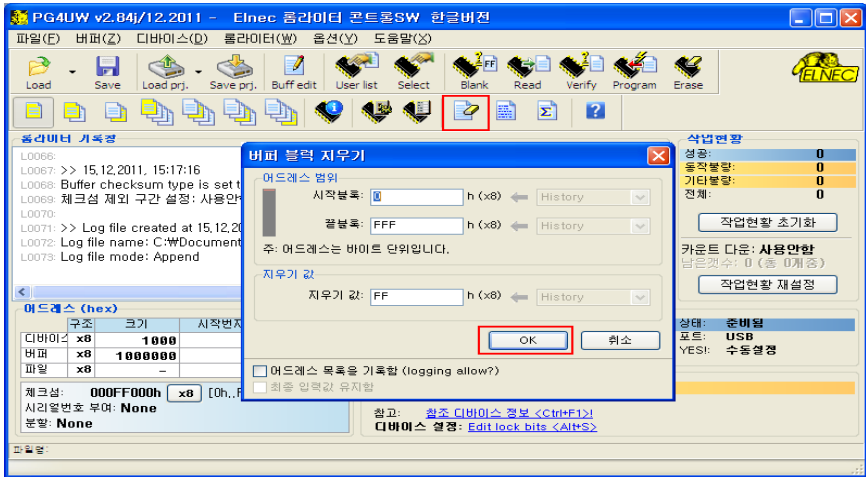 PG4UW v2.84j/12.2011 - Elnec 롬라이터 콘트롤SW 한글버전
파일(F) 버퍼(Z) 디바이스(D) 롬라이터(W) 옵션(Y) 도움말(X)
Load Save Load prj. Save prj. Buff edit User list Select Blank Read Verify Program Erase
ELNEC
롬라이터 기록창
L0066:
L0067: >> 15,12,2011, 15:17:16
L0068: Buffer checksum type is set t
L0069: 체크섬 제외 구간 설정: 사용안
L0070:
L0071: >> Log file created at 15,12,20
L0072: Log file name: C:₩Document
L0073: Log file mode: Append
버퍼 블럭 지우기
어드레스 범위
시작블록: 0 h (x8) History
끝블록: FFF h (x8) History
주: 어드레스는 바이트 단위입니다.
지우기 값
지우기 값: FF h (x8) History
OK 취소
어드레스 목록을 기록함 (logging allow?)
최종 입력값 유지함
작업현황
성공: 0
동작불량: 0
기타불량: 0
전체: 0
작업현황 초기화
카운트 다운: 사용안함
남은갯수: 0 (총 0개중)
작업현황 재설정
어드레스 (hex)
구조 크기 시작번지
디바이스 x8 1000
버퍼 x8 1000000
파일 x8 -
체크섬: 000FF000h x8 [0h..F
시리얼번호 부여: None
분할: None
상태: 준비됨
포트: USB
YES!: 수동설정
참고: 참조 디바이스 정보 <Ctrl+F1>!
디바이스 설정: Edit lock bits <Alt+S>
파일명: